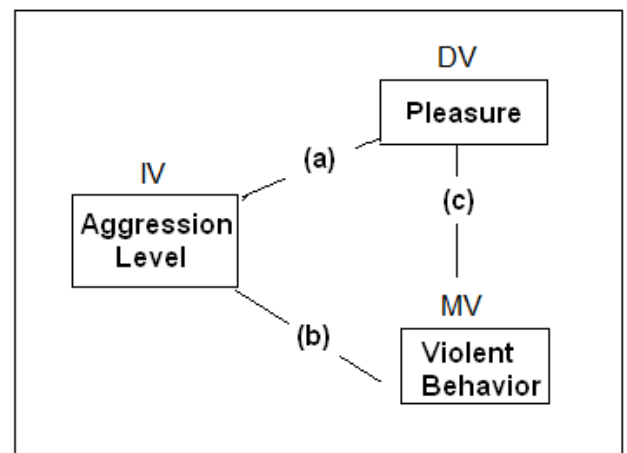 DV
Pleasure
(a)
IV
(c)
Aggression
Level
MV
(b)
Violent
Behavior